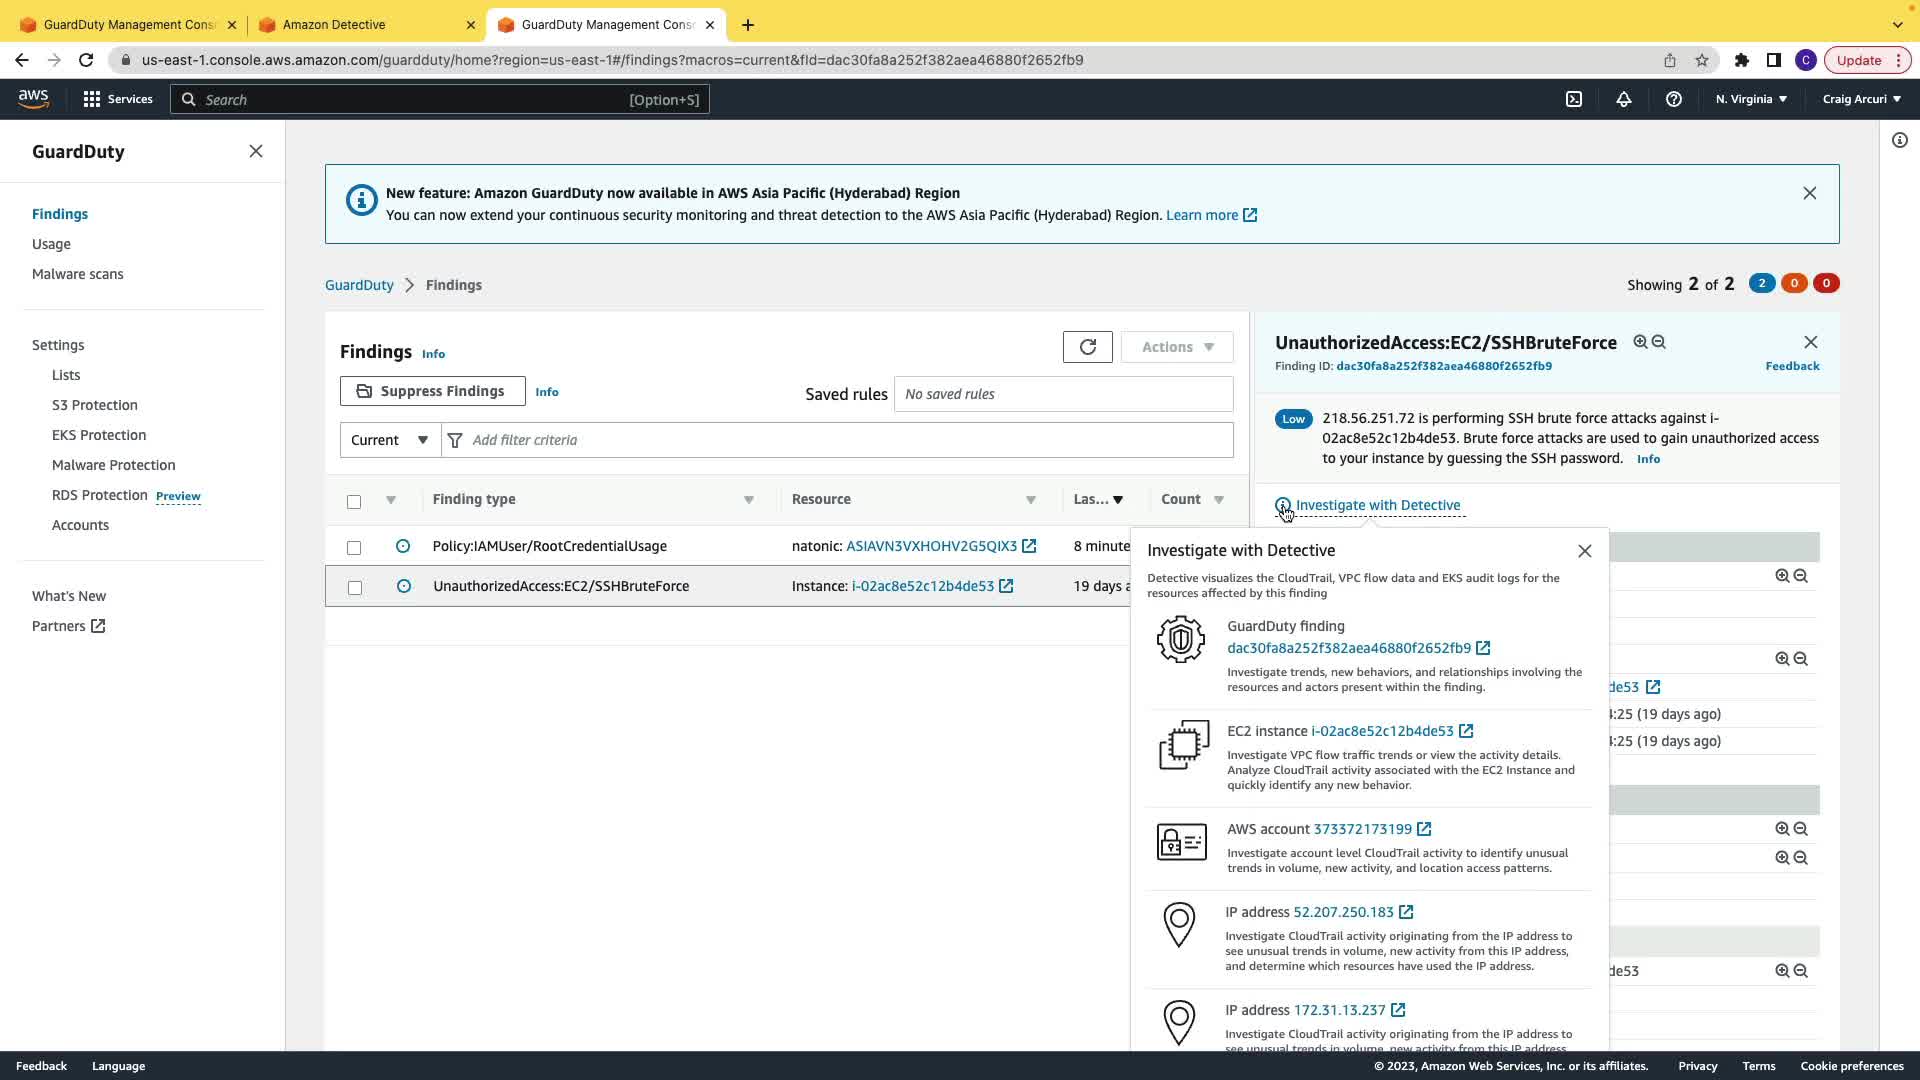 GuardDuty Management Cons
Amazon Detective
GuardDuty Management Cons
us-east-1.console.aws.amazon.com/guardduty/home?region=us-east-1#/findings?macros=current&fId=dac30fa8a252f382aea46880f2652fb9
C
Update
aws
Services
Search
[Option+S]
N. Virginia
Craig Arcuri
GuardDuty
Findings
Usage
Malware scans
Settings
Lists
S3 Protection
EKS Protection
Malware Protection
RDS Protection Preview
Accounts
What's New
Partners
New feature: Amazon GuardDuty now available in AWS Asia Pacific (Hyderabad) Region
You can now extend your continuous security monitoring and threat detection to the AWS Asia Pacific (Hyderabad) Region. Learn more
GuardDuty > Findings
Showing 2 of 2 2 0 0
Findings Info
Actions
Suppress Findings Info
Saved rules No saved rules
Current Add filter criteria
Finding type Resource Las... Count
Policy:IAMUser/RootCredentialUsage natonic: ASIAVN3VXHOHV2G5QIX3 8 minute
UnauthorizedAccess:EC2/SSHBruteForce Instance: i-02ac8e52c12b4de53 19 days a
UnauthorizedAccess:EC2/SSHBruteForce
Finding ID: dac30fa8a252f382aea46880f2652fb9 Feedback
Low 218.56.251.72 is performing SSH brute force attacks against i-
02ac8e52c12b4de53. Brute force attacks are used to gain unauthorized access
to your instance by guessing the SSH password. Info
Investigate with Detective
Investigate with Detective
Detective visualizes the CloudTrail, VPC flow data and EKS audit logs for the
resources affected by this finding
GuardDuty finding
dac30fa8a252f382aea46880f2652fb9
Investigate trends, new behaviors, and relationships involving the
resources and actors present within the finding.
EC2 instance i-02ac8e52c12b4de53
Investigate VPC flow traffic trends or view the activity details.
Analyze CloudTrail activity associated with the EC2 Instance and
quickly identify any new behavior.
AWS account 373372173199
Investigate account level CloudTrail activity to identify unusual
trends in volume, new activity, and location access patterns.
IP address 52.207.250.183
Investigate CloudTrail activity originating from the IP address to
see unusual trends in volume, new activity from this IP address,
and determine which resources have used the IP address.
IP address 172.31.13.237
Investigate CloudTrail activity originating from the IP address to
see unusual trends in volume, new activity from this IP address
de53
4:25 (19 days ago)
4:25 (19 days ago)
de53
Feedback
Language
© 2023, Amazon Web Services, Inc. or its affiliates.
Privacy
Terms
Cookie preferences